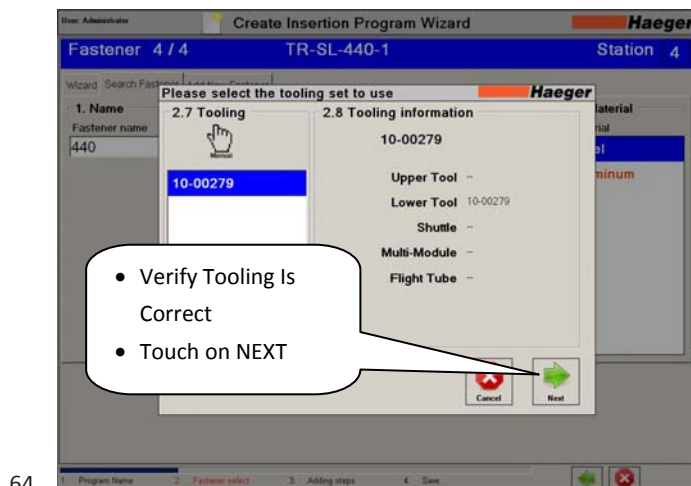 User: Administrator
Create Insertion Program Wizard
Haeger
Fastener 4 / 4
TR-SL-440-1
Station 4
Wizard
Search Fastener
Please select the tooling set to use
Haeger
1. Name
Fastener name
440
2.7 Tooling
Manual
10-00279
2.8 Tooling information
10-00279
Upper Tool --
Lower Tool 10-00279
Shuttle --
Multi-Module --
Flight Tube --
• Verify Tooling Is
Correct
• Touch on NEXT
Cancel
Next
64
1. Program Name
2. Fastener select
3. Adding steps
4. Save